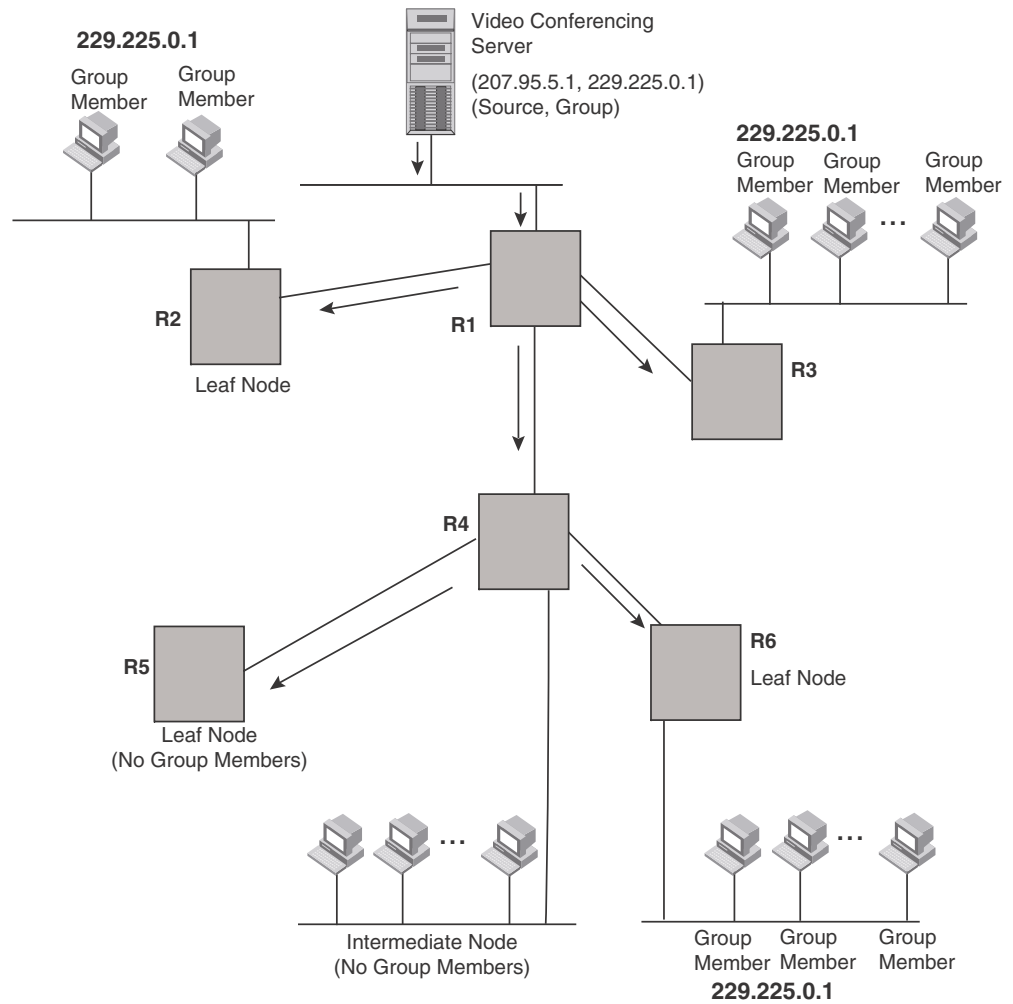 229.225.0.1
Group
Member
Group
Member
Video Conferencing
Server
(207.95.5.1, 229.225.0.1)
(Source, Group)
229.225.0.1
Group
Member
Group
Member
...
Group
Member
R2
Leaf Node
R1
R3
R4
R5
Leaf Node
(No Group Members)
R6
Leaf Node
...
Intermediate Node
(No Group Members)
...
Group
Member
Group
Member
Group
Member
229.225.0.1